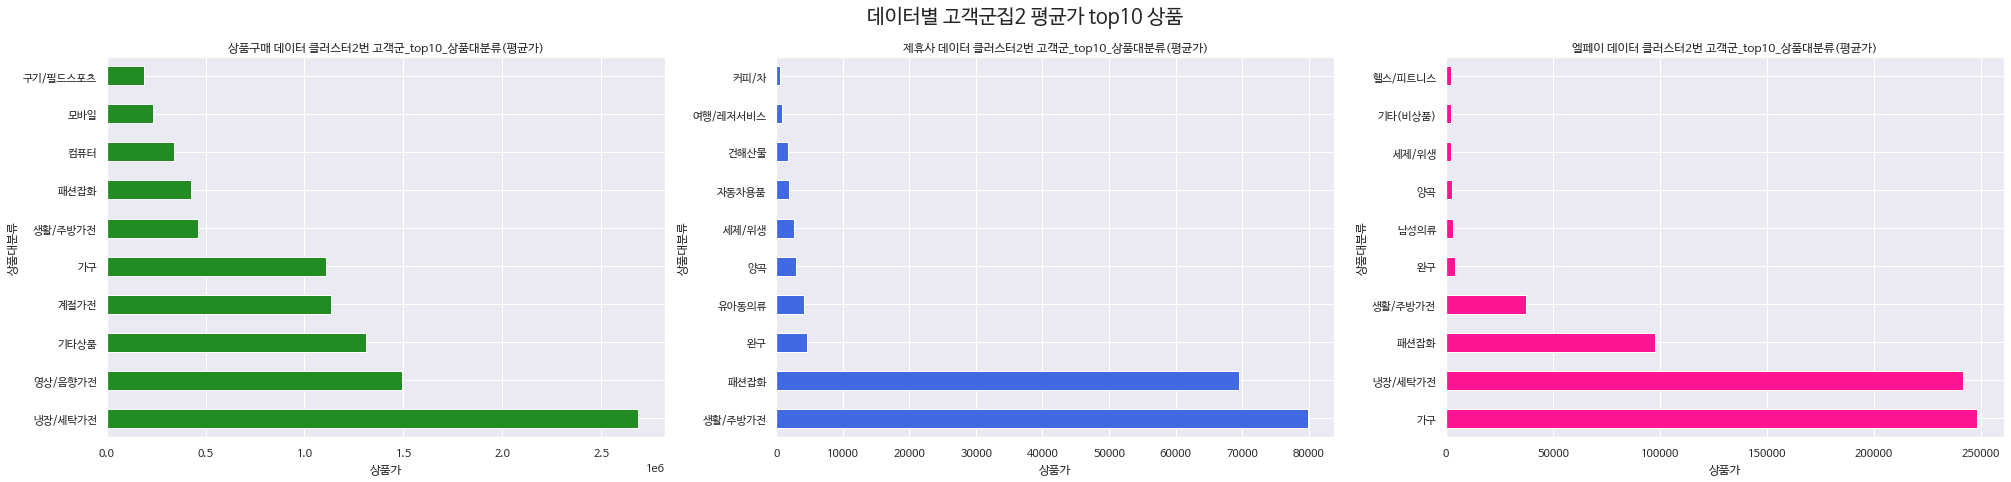 데이터별 고객군집2 평균가 top10 상품
상품구매 데이터 클러스터2번 고객군_top10_상품대분류(평균가)
구기/필드스포츠
모바일
컴퓨터
패션잡화
생활/주방가전
가구
계절가전
기타상품
영상/음향가전
냉장/세탁가전
상품대분류
0.0 0.5 1.0 1.5 2.0 2.5
1e6
상품가
제휴사 데이터 클러스터2번 고객군_top10_상품대분류(평균가)
커피/차
여행/레저서비스
건해산물
자동차용품
세제/위생
양곡
유아동의류
완구
패션잡화
생활/주방가전
상품대분류
0 10000 20000 30000 40000 50000 60000 70000 80000
상품가
엘페이 데이터 클러스터2번 고객군_top10_상품대분류(평균가)
헬스/피트니스
기타(비상품)
세제/위생
양곡
남성의류
완구
생활/주방가전
패션잡화
냉장/세탁가전
가구
상품대분류
0 50000 100000 150000 200000 250000
상품가